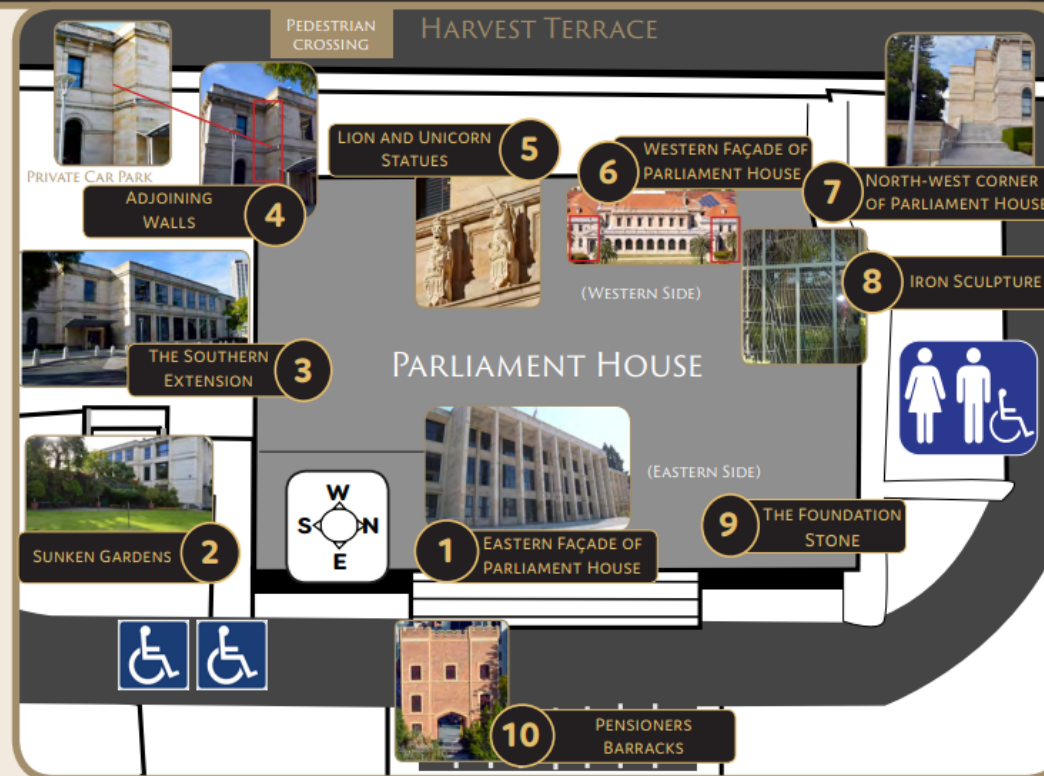 PEDESTRIAN
CROSSING
HARVEST TERRACE
PRIVATE CAR PARK
ADJOINING
WALLS
4
LION AND UNICORN
STATUES
5
6
WESTERN FAÇADE OF
PARLIAMENT HOUSE
7
NORTH-WEST CORNER
OF PARLIAMENT HOUSE
8
IRON SCULPTURE
(WESTERN SIDE)
THE SOUTHERN
EXTENSION
3
PARLIAMENT HOUSE
(EASTERN SIDE)
SUNKEN GARDENS
2
W
S
N
E
1
EASTERN FAÇADE OF
PARLIAMENT HOUSE
9
THE FOUNDATION
STONE
10
PENSIONERS
BARRACKS